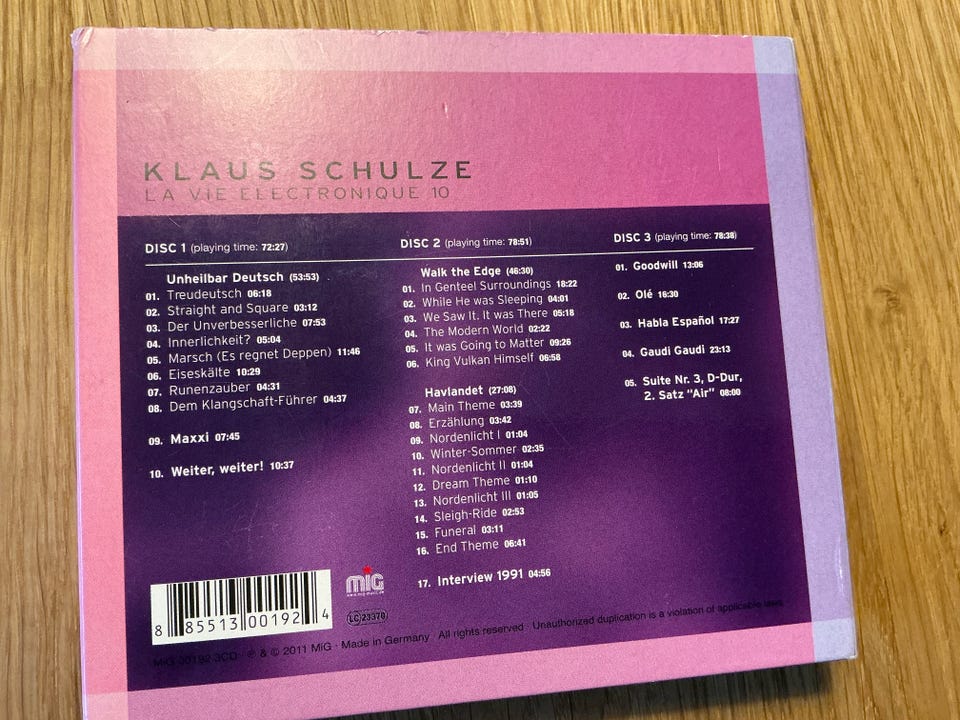 KLAUS SCHULZE
LA VIE ELECTRONIQUE 10
DISC 1 (playing time: 72:27)
Unheilbar Deutsch (53:53)
01. Treudeutsch 06:18
02. Straight and Square 03:12
03. Der Unverbesserliche 07:53
04. Innerlichkeit? 05:04
05. Marsch (Es regnet Deppen) 11:46
06. Eiseskälte 10:29
07. Runenzauber 04:31
08. Dem Klangschaft-Führer 04:37
09. Maxxi 07:45
10. Weiter, weiter! 10:37
DISC 2 (playing time: 78:51)
Walk the Edge (46:30)
01. In Genteel Surroundings 18:22
02. While He was Sleeping 04:01
03. We Saw It. It was There 05:18
04. The Modern World 02:22
05. It was Going to Matter 09:26
06. King Vulkan Himself 06:58
Havlandet (27:08)
07. Main Theme 03:39
08. Erzählung 03:42
09. Nordenlicht I 01:04
10. Winter-Sommer 02:35
11. Nordenlicht II 01:04
12. Dream Theme 01:10
13. Nordenlicht III 01:05
14. Sleigh-Ride 02:53
15. Funeral 03:11
16. End Theme 06:41
17. Interview 1991 04:56
DISC 3 (playing time: 78:38)
01. Goodwill 13:06
02. Olé 16:30
03. Habla Español 17:27
04. Gaudi Gaudi 23:13
05. Suite Nr. 3, D-Dur,
2. Satz "Air" 08:00
8 85513 00192 4
MIG
www.mig-music.de
LC 23370
MIG 00192 3CD · ℗ & © 2011 MiG · Made in Germany · All rights reserved · Unauthorized duplication is a violation of applicable laws